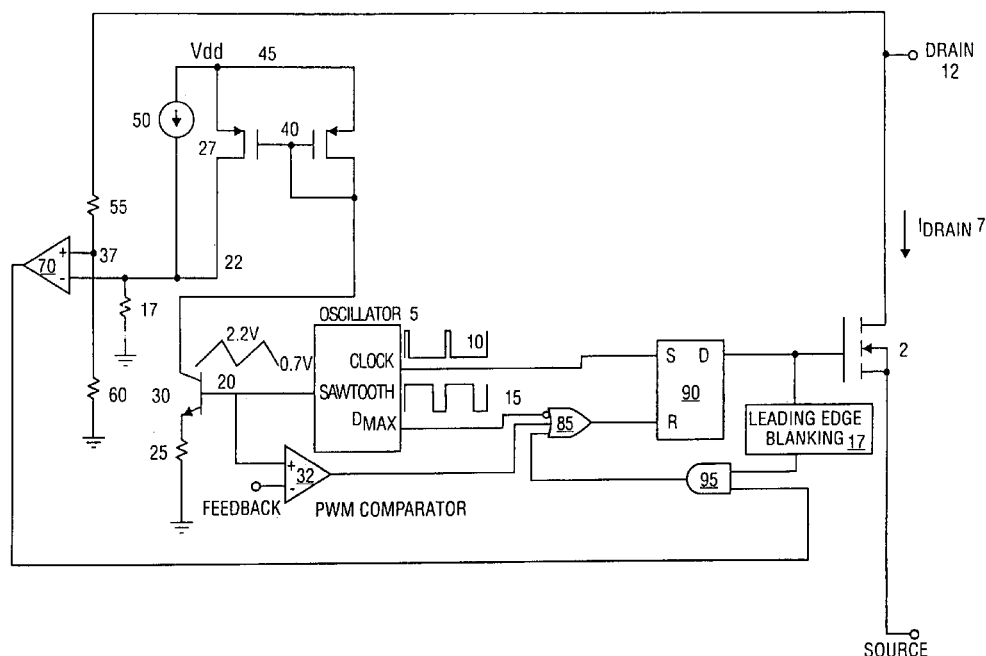 Vdd 45
DRAIN
12
50
40
27
55
IDRAIN 7
+
37
70
-
22
17
OSCILLATOR 5
2.2V
10
CLOCK
0.7V
S D
2
20
SAWTOOTH
90
60
30
15
DMAX
85
R
LEADING EDGE
BLANKING 17
25
+
32
-
95
FEEDBACK
PWM COMPARATOR
SOURCE